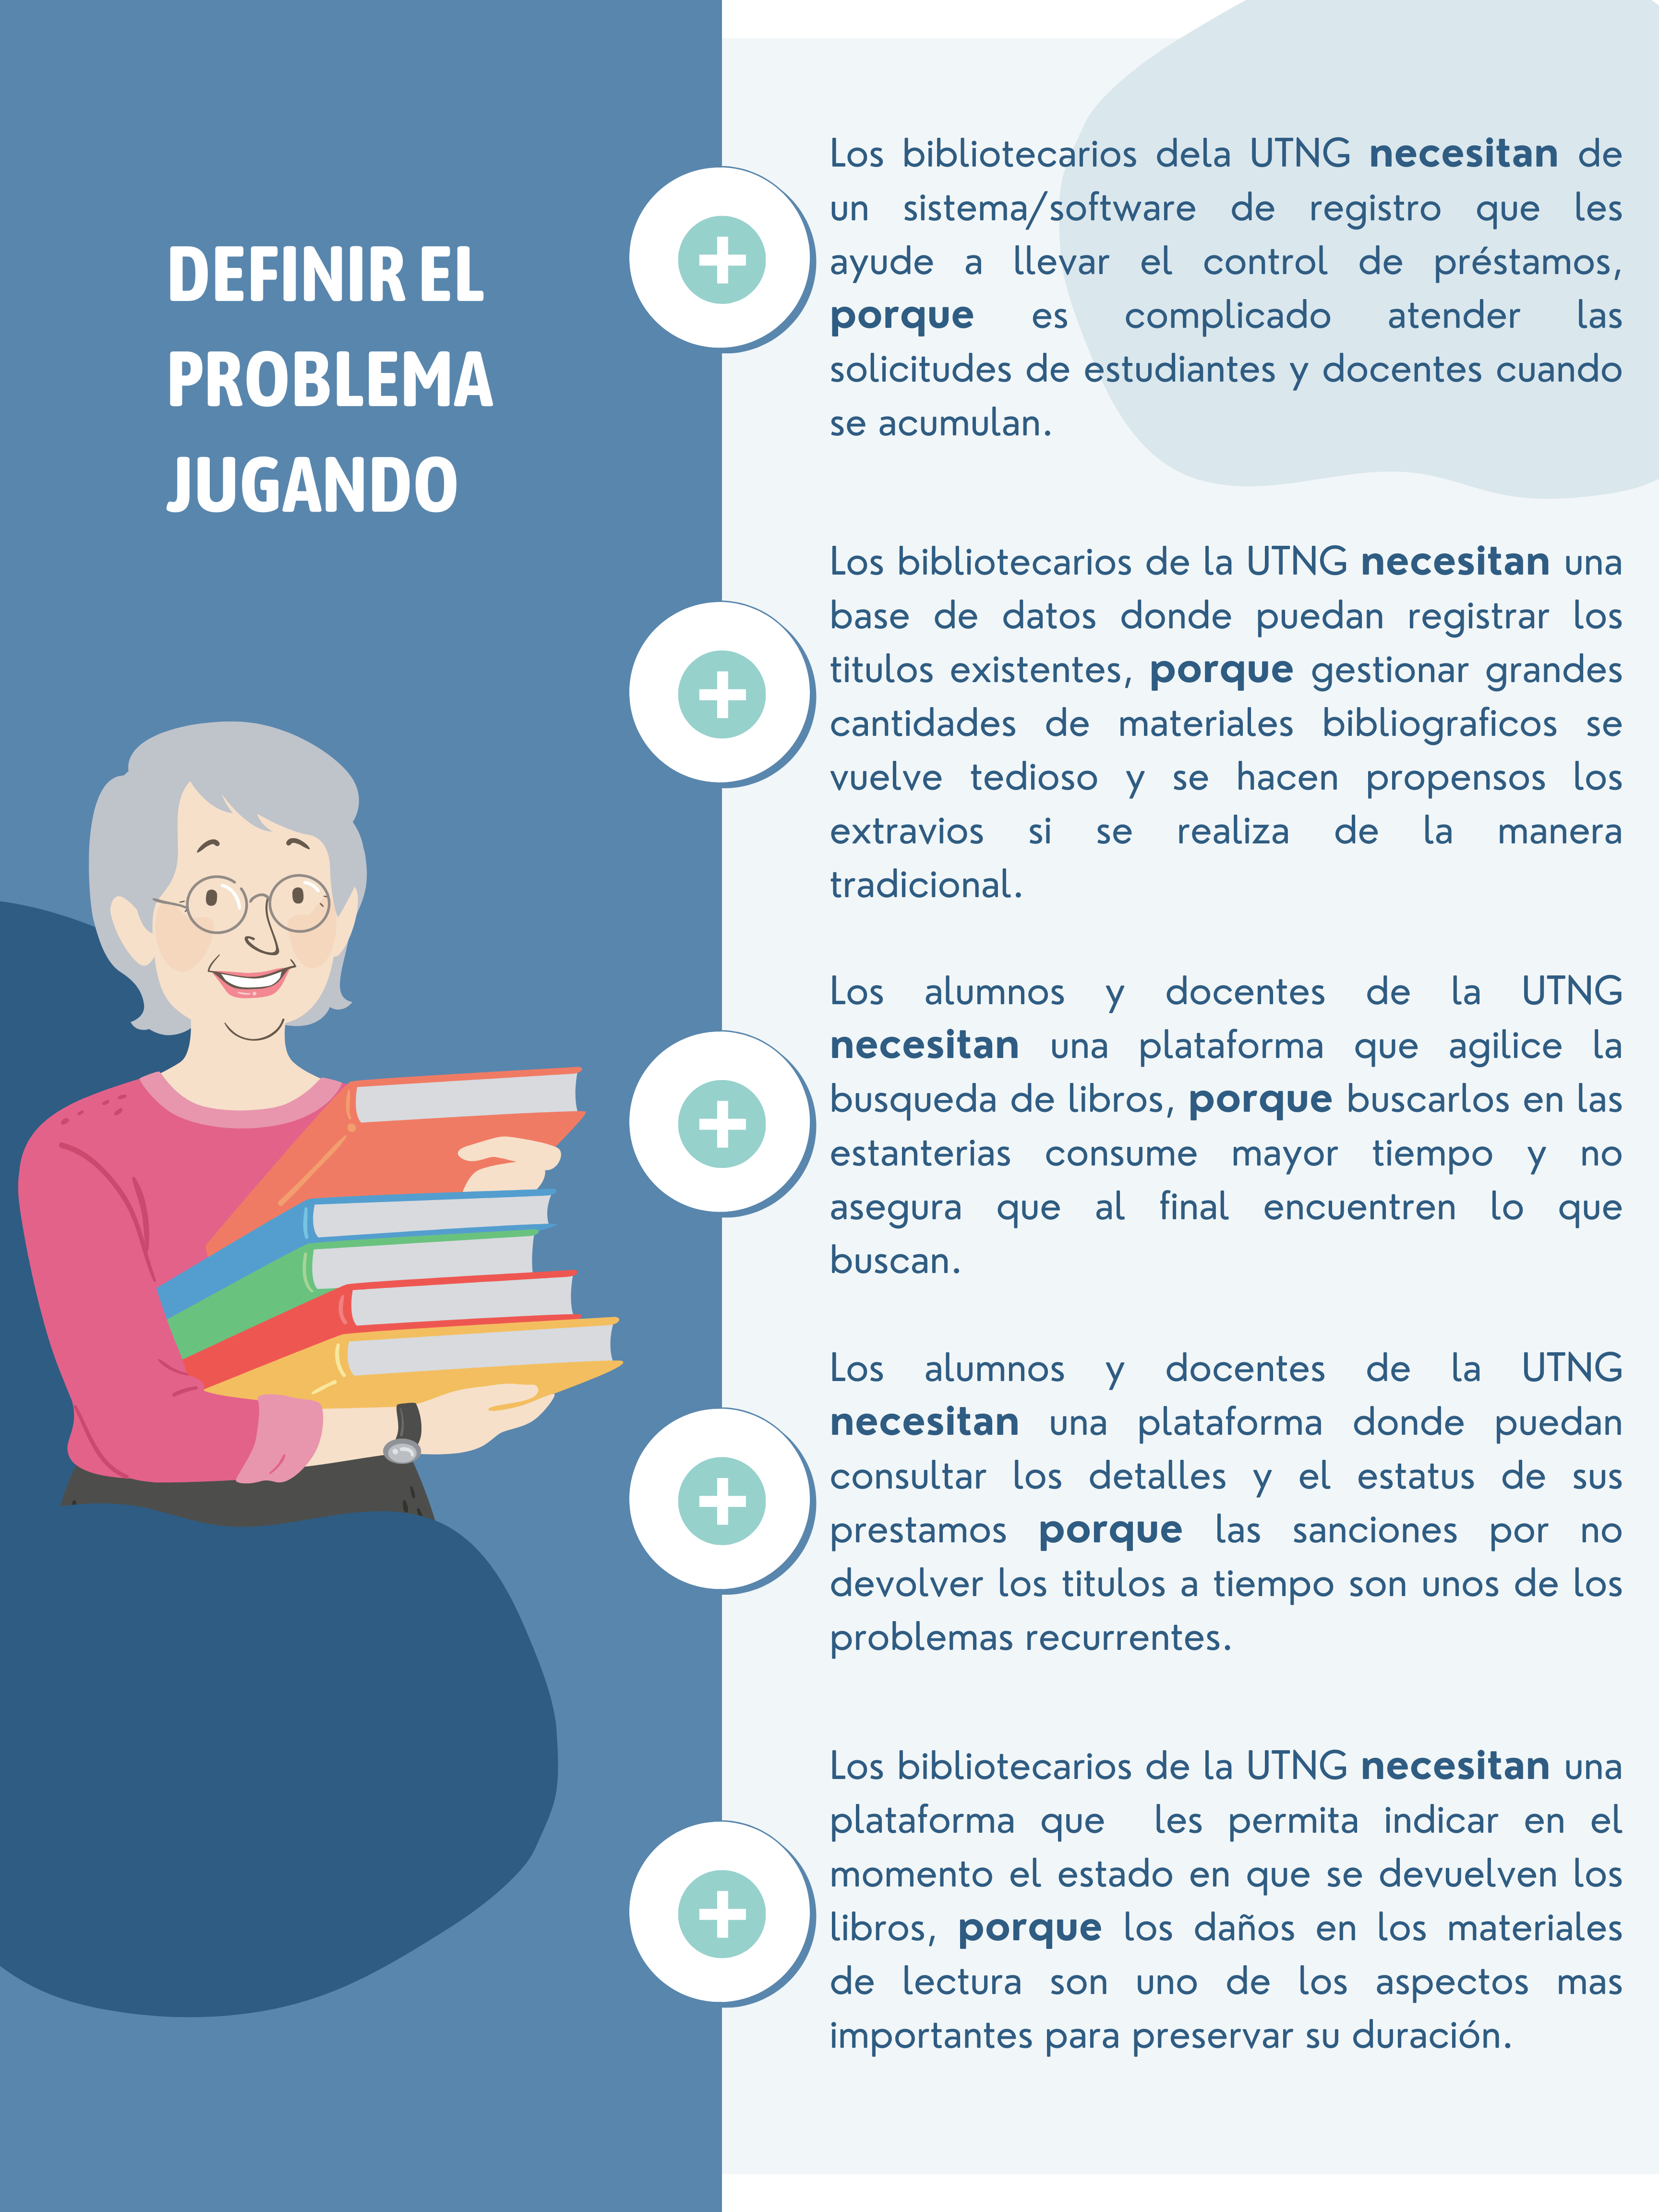 DEFINIR EL
PROBLEMA
JUGANDO
Los bibliotecarios dela UTNG necesitan de
un sistema/software de registro que les
ayude a llevar el control de préstamos,
porque es complicado atender las
solicitudes de estudiantes y docentes cuando
se acumulan.
Los bibliotecarios de la UTNG necesitan una
base de datos donde puedan registrar los
titulos existentes, porque gestionar grandes
cantidades de materiales bibliograficos se
vuelve tedioso y se hacen propensos los
extravios si se realiza de la manera
tradicional.
Los alumnos y docentes de la UTNG
necesitan una plataforma que agilice la
busqueda de libros, porque buscarlos en las
estanterias consume mayor tiempo y no
asegura que al final encuentren lo que
buscan.
Los alumnos y docentes de la UTNG
necesitan una plataforma donde puedan
consultar los detalles y el estatus de sus
prestamos porque las sanciones por no
devolver los titulos a tiempo son unos de los
problemas recurrentes.
Los bibliotecarios de la UTNG necesitan una
plataforma que les permita indicar en el
momento el estado en que se devuelven los
libros, porque los daños en los materiales
de lectura son uno de los aspectos mas
importantes para preservar su duración.